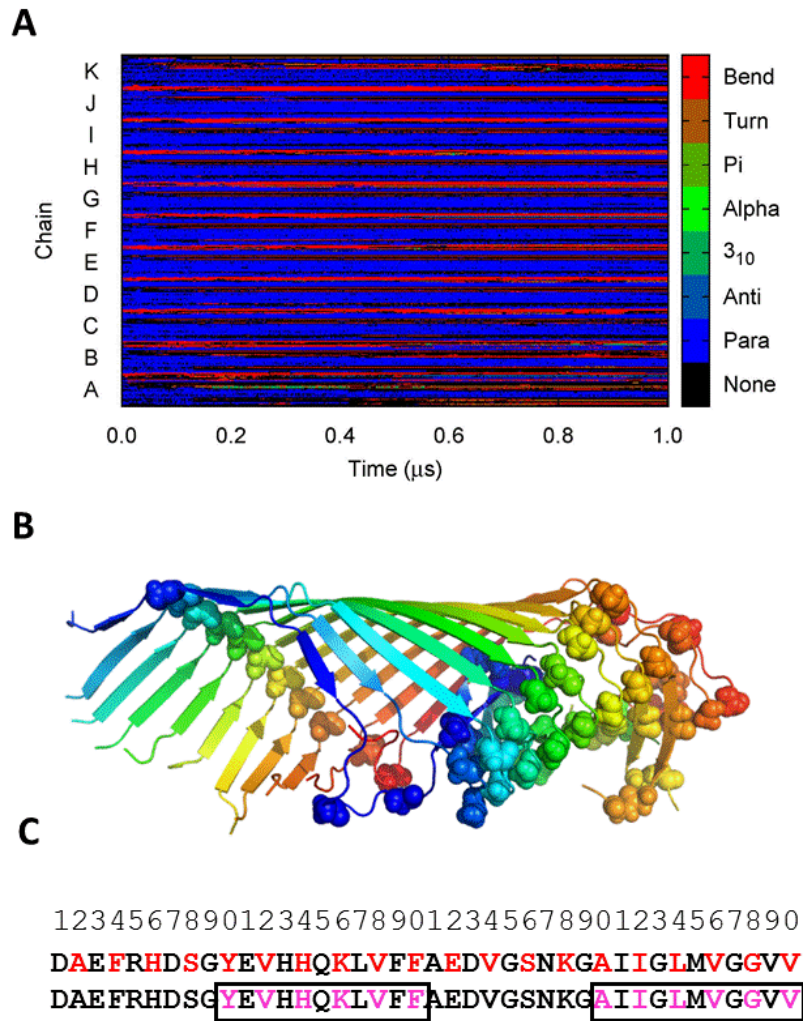 A
K
J
I
H
G
F
E
D
C
B
A
Chain
0.0 0.2 0.4 0.6 0.8 1.0
Time (μs)
Bend
Turn
Pi
Alpha
3₁₀
Anti
Para
None
B
C
1234567890123456789012345678901234567890
DAEFRHDSGYEVHHQKLVFFAEDVGSNKGAIIGLMVGGVV
DAEFRHDSGYEVHHQKLVFFAEDVGSNKGAIIGLMVGGVV